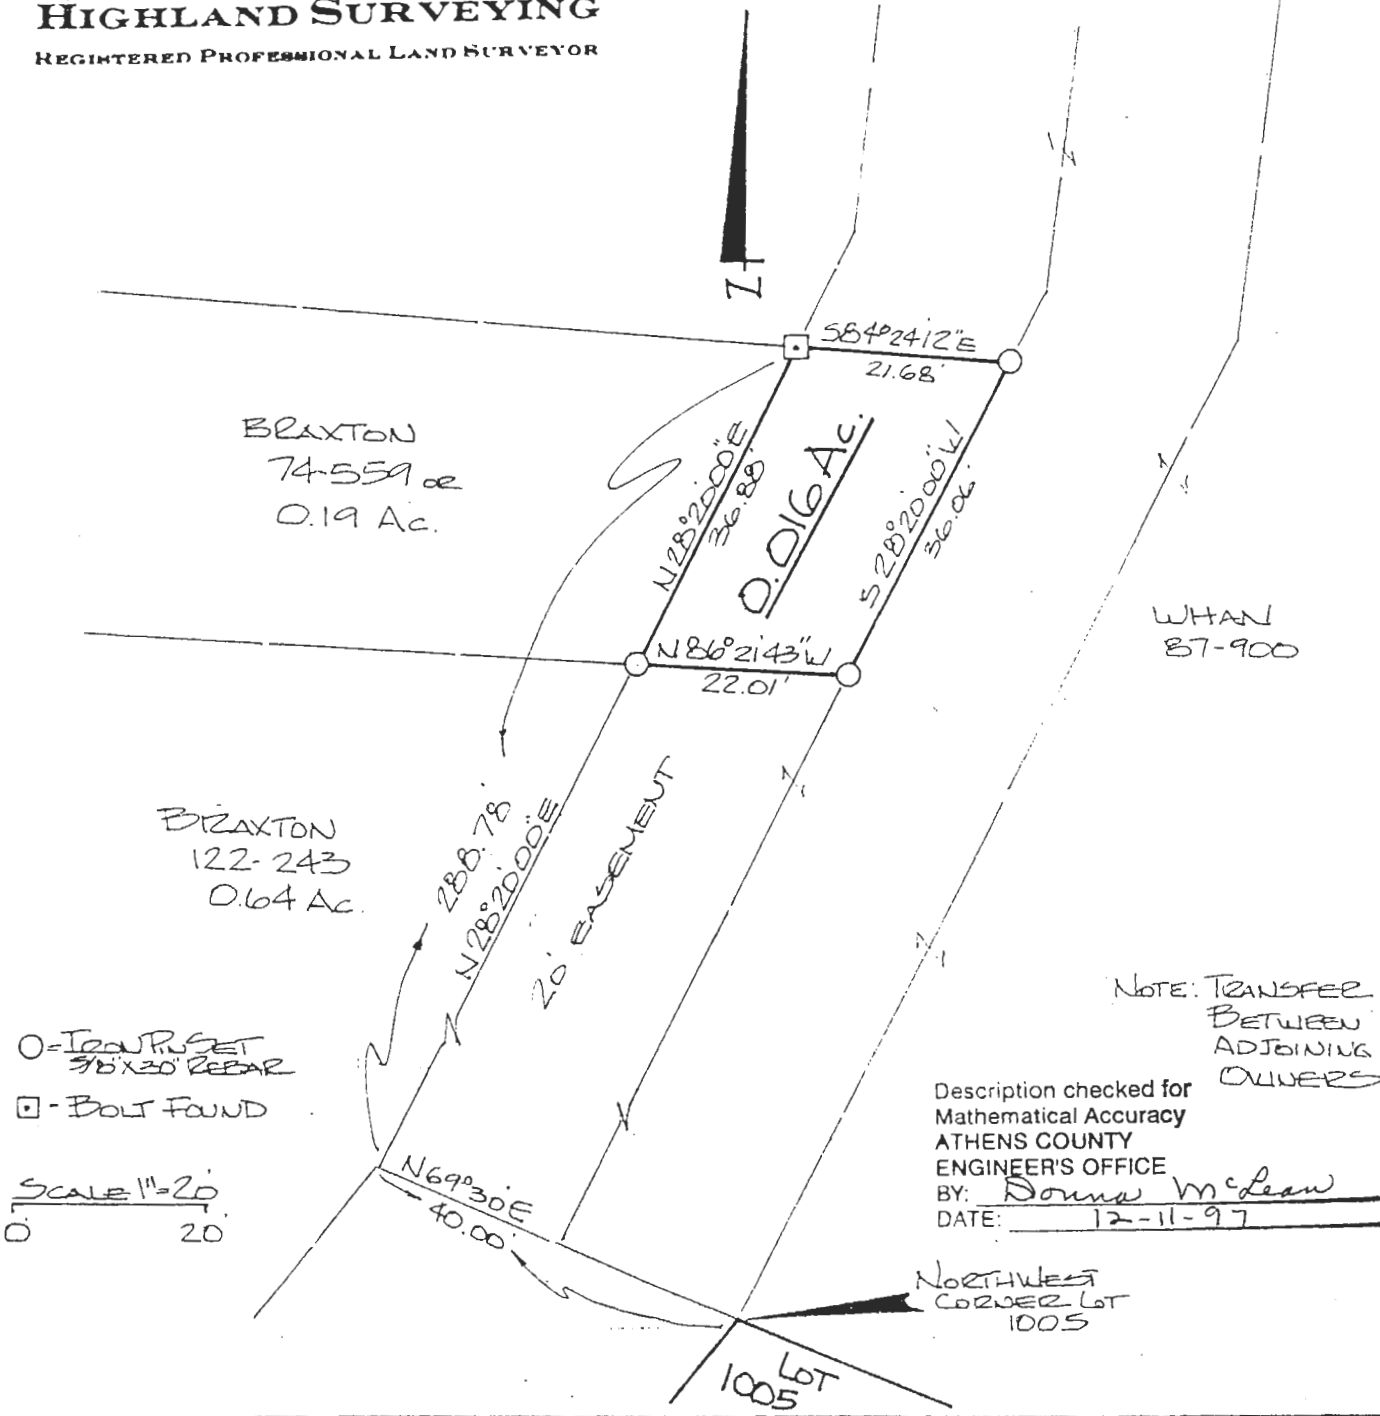 HIGHLAND SURVEYING
REGISTERED PROFESSIONAL LAND SURVEYOR
N
S84°24'12"E
21.68'
BRAXTON
74-559 OR
0.19 Ac.
N28°20'00"E
36.88'
0.016 Ac.
S28°20'00"W
36.06'
WHAN
87-900
N86°21'43"W
22.01'
BRAXTON
122-243
0.64 Ac.
288.78'
N28°20'00"E
20' EASEMENT
NOTE: TRANSFER
BETWEEN
ADJOINING
OWNERS
O=IRON PIN SET
5/8"X30" REBAR
- BOLT FOUND
SCALE 1"=20'
0' 20'
N69°30'E
40.00'
Description checked for
Mathematical Accuracy
ATHENS COUNTY
ENGINEER'S OFFICE
BY: Donna McLean
DATE: 12-11-97
NORTHWEST
CORNER LOT
1005
LOT
1005